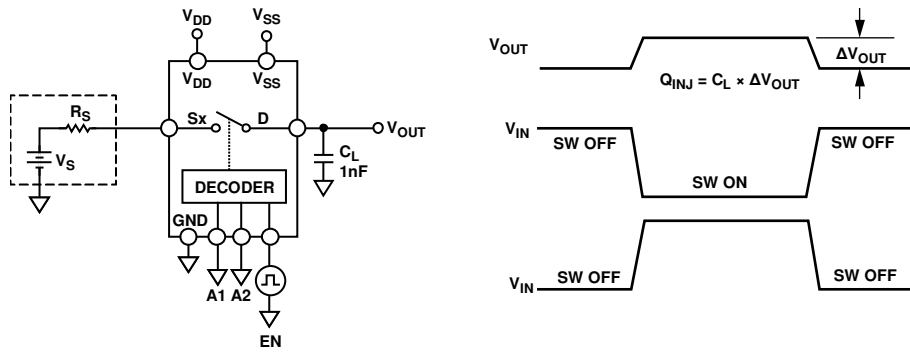 VDD
VSS
VDD
VSS
RS
Sx
D
VOUT
VS
CL
1nF
DECODER
GND
A1
A2
EN
VOUT
ΔVOUT
QINJ = CL × ΔVOUT
VIN
SW OFF
SW OFF
SW ON
VIN
SW OFF
SW OFF